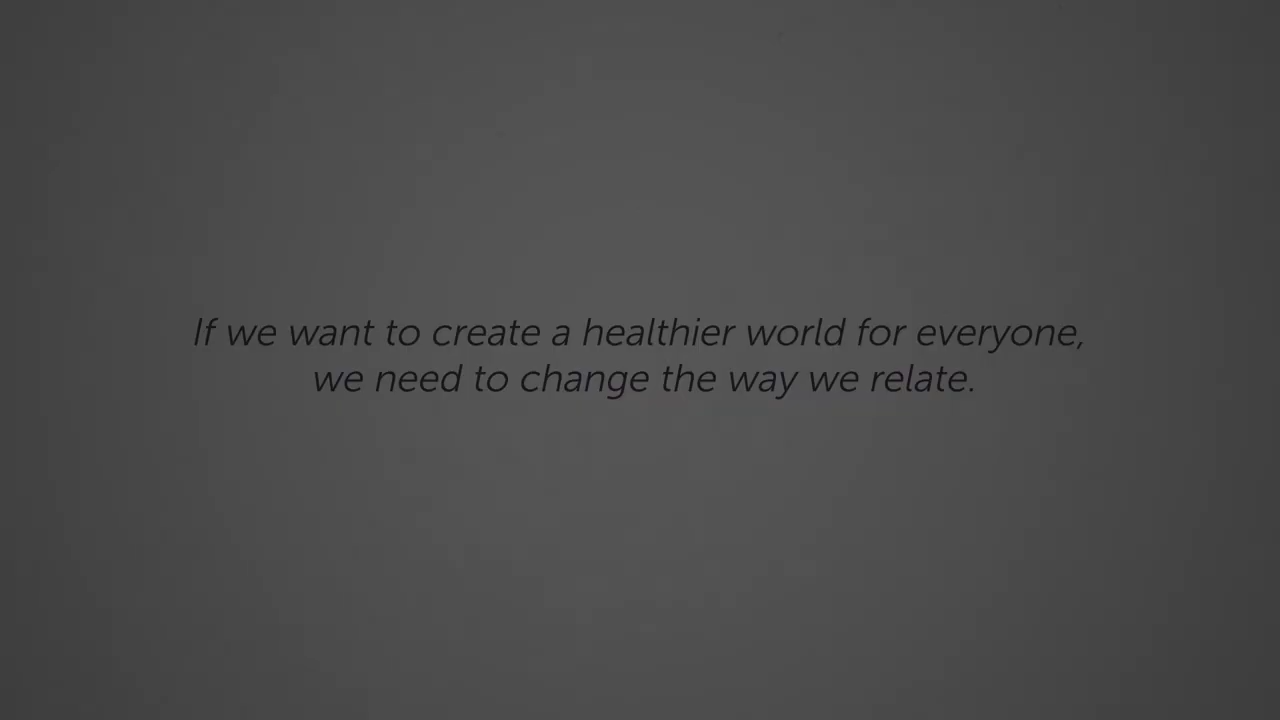 If we want to create a healthier world for everyone,
we need to change the way we relate.